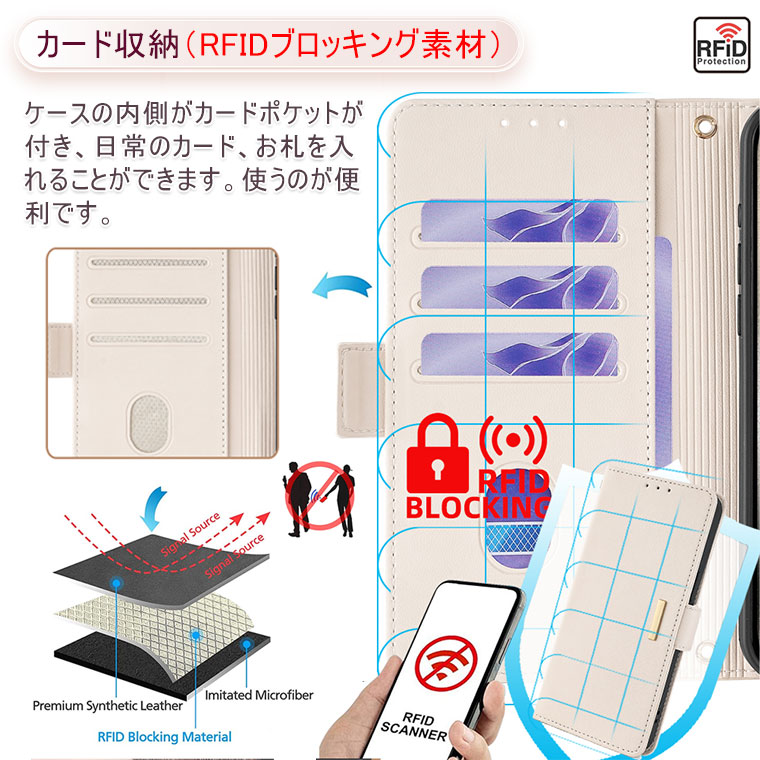 カード収納（RFIDブロッキング素材）
RFiD
Protection
ケースの内側がカードポケットが
付き、日常のカード、お札を入
れることができます。使うのが便
利です。
RFID
BLOCKING
Signal Source
Signal Source
Premium Synthetic Leather
Imitated Microfiber
RFID Blocking Material
RFID
SCANNER